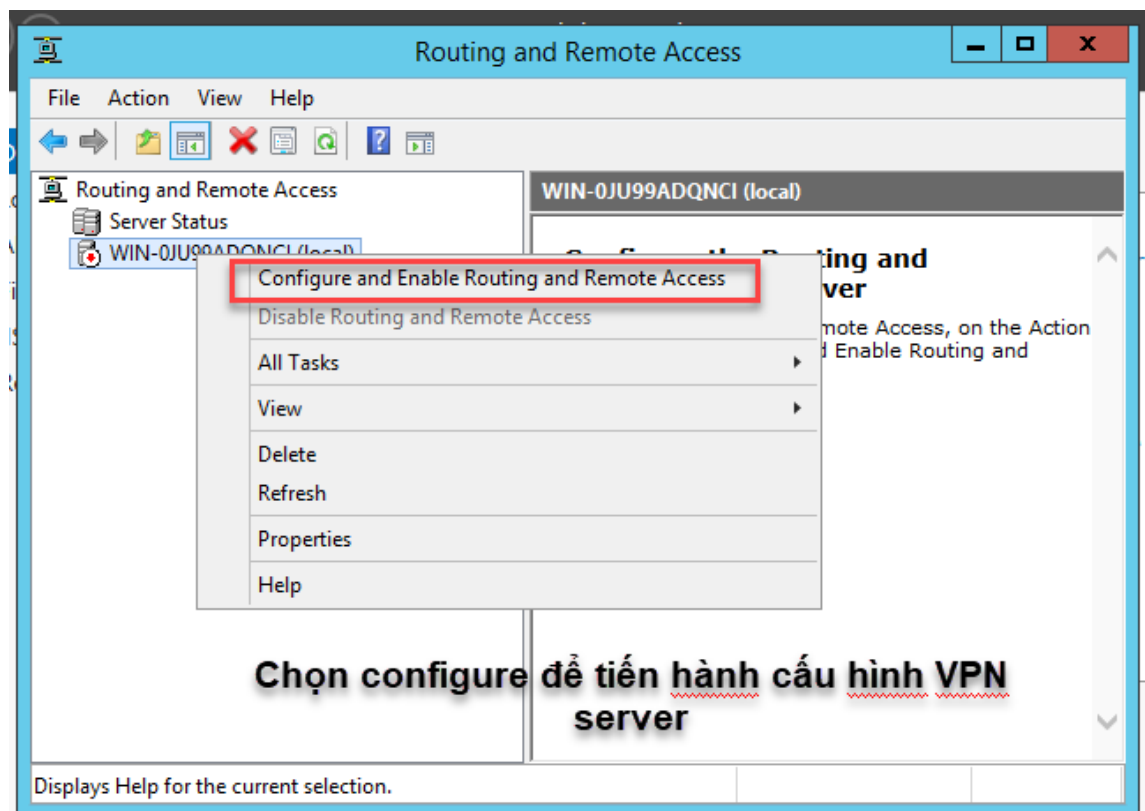 Routing and Remote Access
File Action View Help
Routing and Remote Access
Server Status
WIN-0JU99ADQNCI (local)
WIN-0JU99ADQNCI (local)
Routing and
mote Access, on the Action
Enable Routing and
Configure and Enable Routing and Remote Access
Disable Routing and Remote Access
All Tasks
View
Delete
Refresh
Properties
Help
Chọn configure để tiến hành cấu hình VPN
server
Displays Help for the current selection.